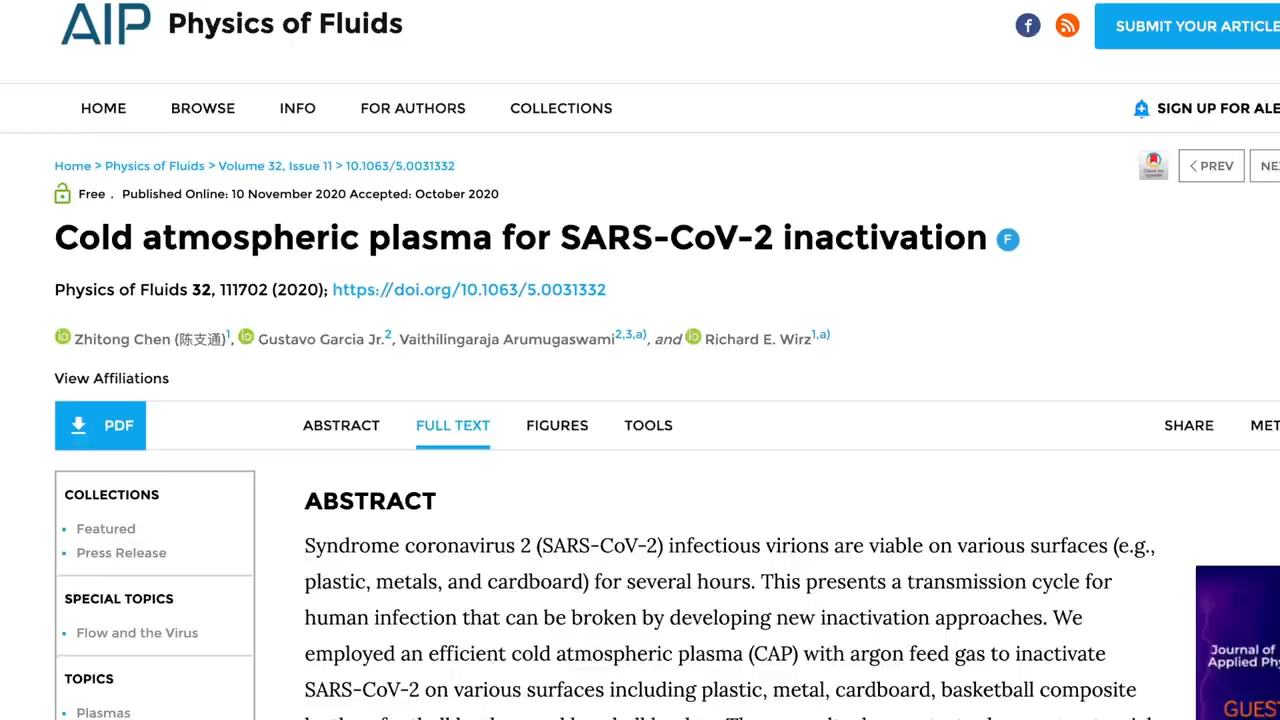 AIP Physics of Fluids
f
SUBMIT YOUR ARTICLE
HOME BROWSE INFO FOR AUTHORS COLLECTIONS
SIGN UP FOR ALE
Home > Physics of Fluids > Volume 32, Issue 11 > 10.1063/5.0031332
PREV
NE
Free . Published Online: 10 November 2020 Accepted: October 2020
Cold atmospheric plasma for SARS-CoV-2 inactivation F
Physics of Fluids 32, 111702 (2020); https://doi.org/10.1063/5.0031332
iD Zhitong Chen (陈支通)1, iD Gustavo Garcia Jr.2, Vaithilingaraja Arumugaswami2,3,a), and iD Richard E. Wirz1,a)
View Affiliations
PDF
ABSTRACT FULL TEXT FIGURES TOOLS
SHARE MET
COLLECTIONS
• Featured
• Press Release
SPECIAL TOPICS
• Flow and the Virus
TOPICS
• Plasmas
ABSTRACT
Syndrome coronavirus 2 (SARS-CoV-2) infectious virions are viable on various surfaces (e.g.,
plastic, metals, and cardboard) for several hours. This presents a transmission cycle for
human infection that can be broken by developing new inactivation approaches. We
employed an efficient cold atmospheric plasma (CAP) with argon feed gas to inactivate
SARS-CoV-2 on various surfaces including plastic, metal, cardboard, basketball composite
Journal of
Applied Phy
GUES